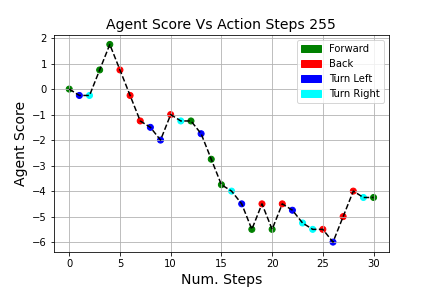 Agent Score Vs Action Steps 255
Agent Score
2
1
0
−1
−2
−3
−4
−5
−6
Forward
Back
Turn Left
Turn Right
0 5 10 15 20 25 30
Num. Steps